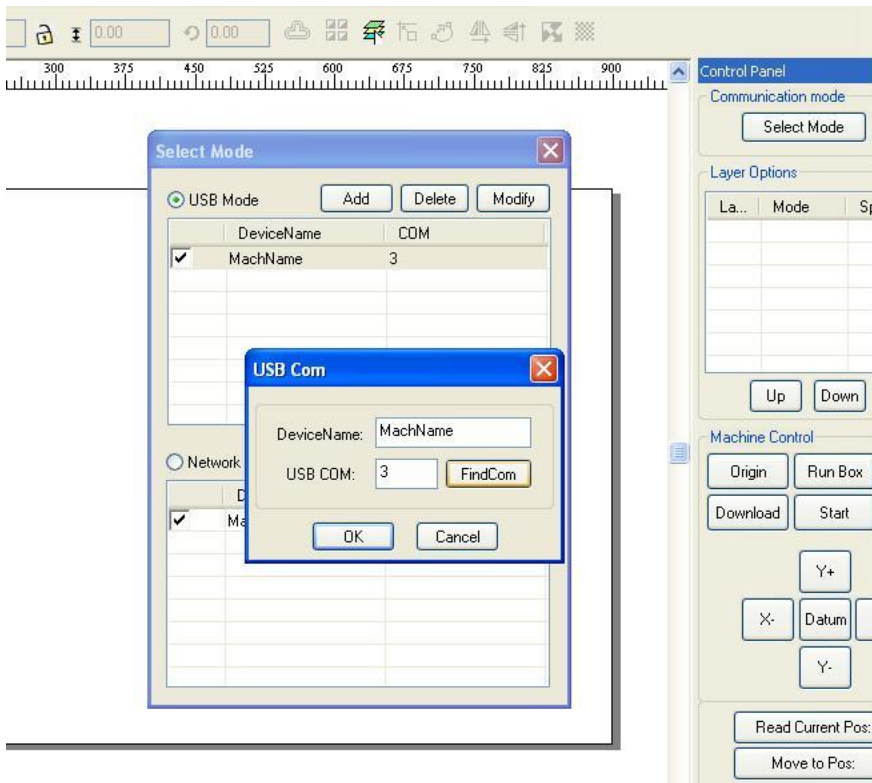 0.00 0.00
300 375 450 525 600 675 750 825 900
Control Panel
Communication mode
Select Mode
Layer Options
La... Mode Sp
Up Down
Machine Control
Origin Run Box
Download Start
Y+
X- Datum
Y-
Read Current Pos:
Move to Pos:
Select Mode
USB Mode Add Delete Modify
DeviceName COM
MachName 3
Network
D
Ma
USB Com
DeviceName: MachName
USB COM: 3 FindCom
OK Cancel